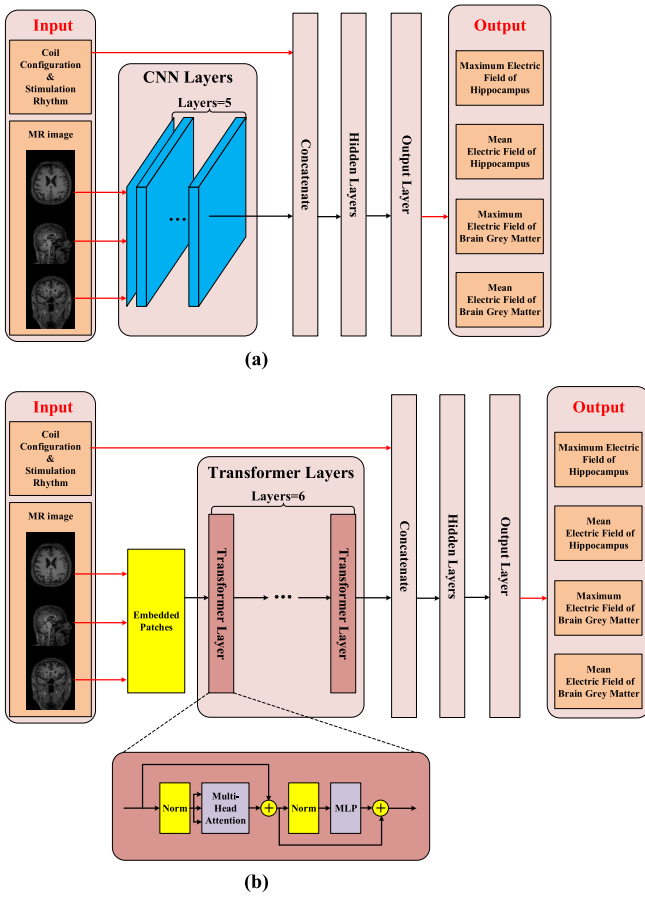 Input
Coil
Configuration
&
Stimulation
Rhythm
MR image
CNN Layers
Layers=5
...
Concatenate
Hidden Layers
Output Layer
Output
Maximum Electric
Field of
Hippocampus
Mean
Electric Field of
Hippocampus
Maximum
Electric Field of
Brain Grey Matter
Mean
Electric Field of
Brain Grey Matter
(a)
Input
Coil
Configuration
&
Stimulation
Rhythm
MR image
Embedded
Patches
Transformer Layers
Layers=6
Transformer Layer
...
Transformer Layer
Concatenate
Hidden Layers
Output Layer
Output
Maximum Electric
Field of
Hippocampus
Mean
Electric Field of
Hippocampus
Maximum
Electric Field of
Brain Grey Matter
Mean
Electric Field of
Brain Grey Matter
Norm
Multi-
Head
Attention
+
Norm
MLP
+
(b)